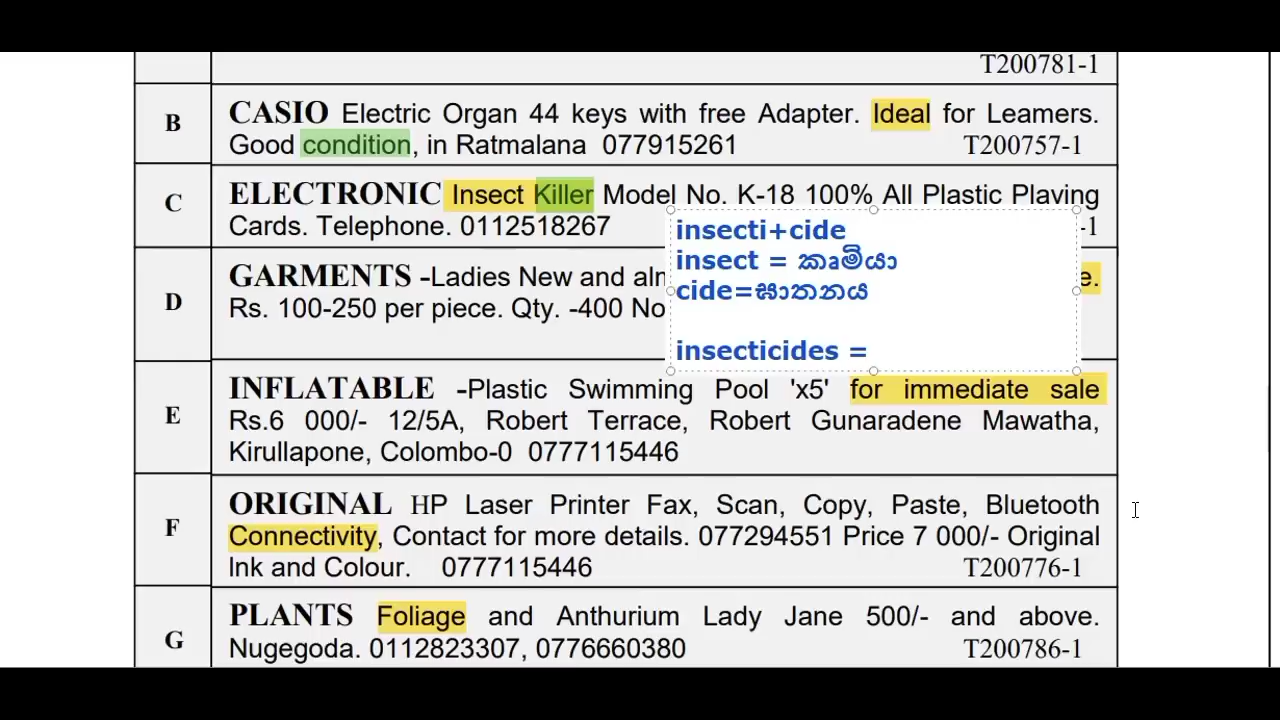 T200781-1
B
CASIO Electric Organ 44 keys with free Adapter. Ideal for Leamers.
Good condition, in Ratmalana 077915261 T200757-1
C
ELECTRONIC Insect Killer Model No. K-18 100% All Plastic Plaving
Cards. Telephone. 0112518267 -1
insecti+cide
insect = කෘමියා
cide=ඝාතනය
insecticides =
D
GARMENTS -Ladies New and
Rs. 100-250 per piece. Qty. -400 No
E
INFLATABLE -Plastic Swimming Pool 'x5' for immediate sale
Rs.6 000/- 12/5A, Robert Terrace, Robert Gunaradene Mawatha,
Kirullapone, Colombo-0 0777115446
F
ORIGINAL HP Laser Printer Fax, Scan, Copy, Paste, Bluetooth
Connectivity, Contact for more details. 077294551 Price 7 000/- Original
Ink and Colour. 0777115446 T200776-1
G
PLANTS Foliage and Anthurium Lady Jane 500/- and above.
Nugegoda. 0112823307, 0776660380 T200786-1